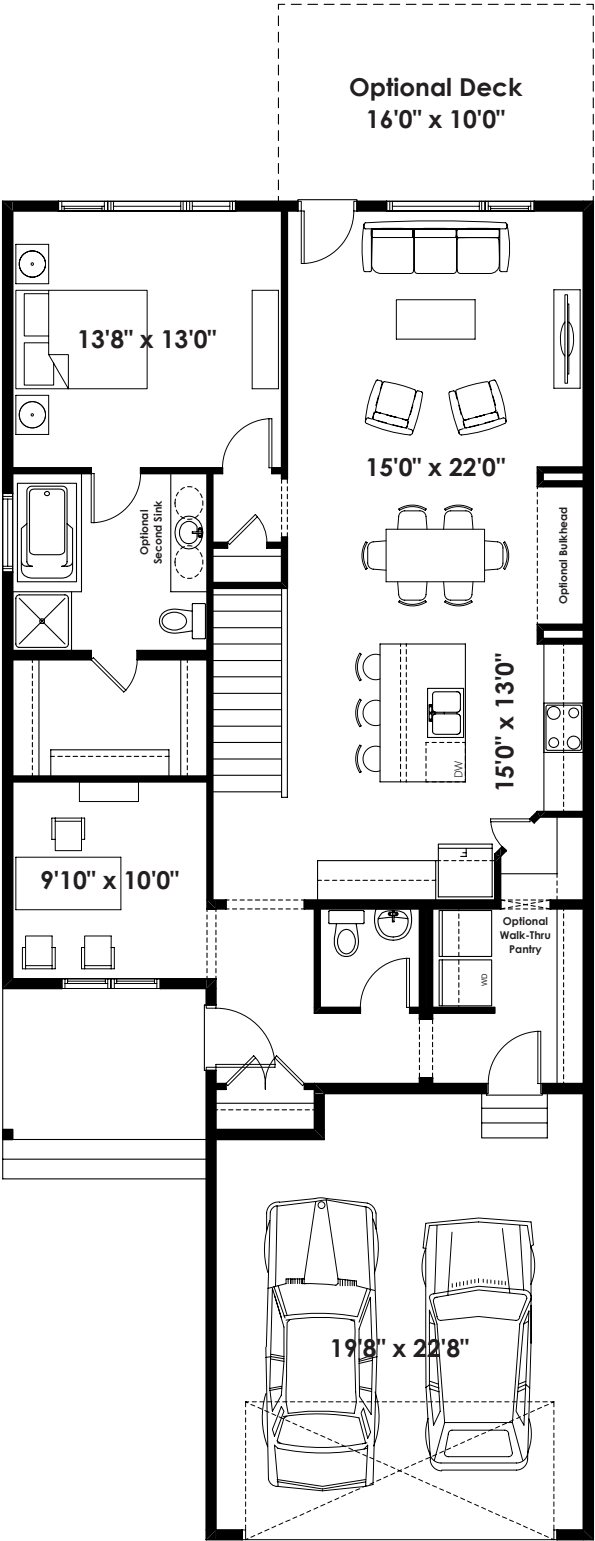 Optional Deck
16'0" x 10'0"
13'8" x 13'0"
15'0" x 22'0"
Optional
Second Sink
Optional Bulkhead
15'0" x 13'0"
DW
F
9'10" x 10'0"
Optional
Walk-Thru
Pantry
WD
19'8" x 22'8"